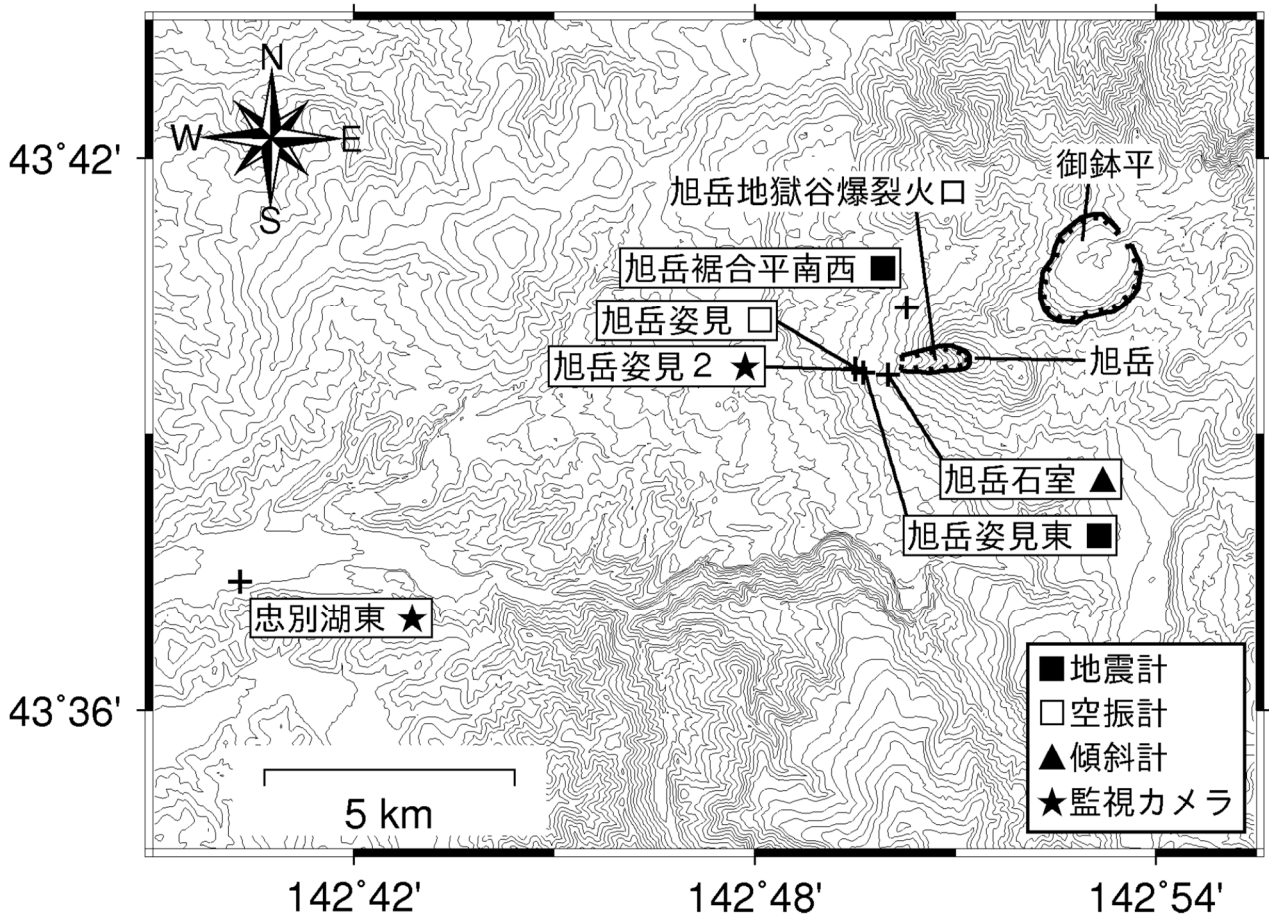 N
W
E
S
43°42'
43°36'
旭岳地獄谷爆裂火口
御鉢平
旭岳裾合平南西 ■
旭岳姿見 □
旭岳姿見2 ★
旭岳
旭岳石室 ▲
旭岳姿見東 ■
忠別湖東 ★
■地震計
□空振計
▲傾斜計
★監視カメラ
5 km
142°42'
142°48'
142°54'